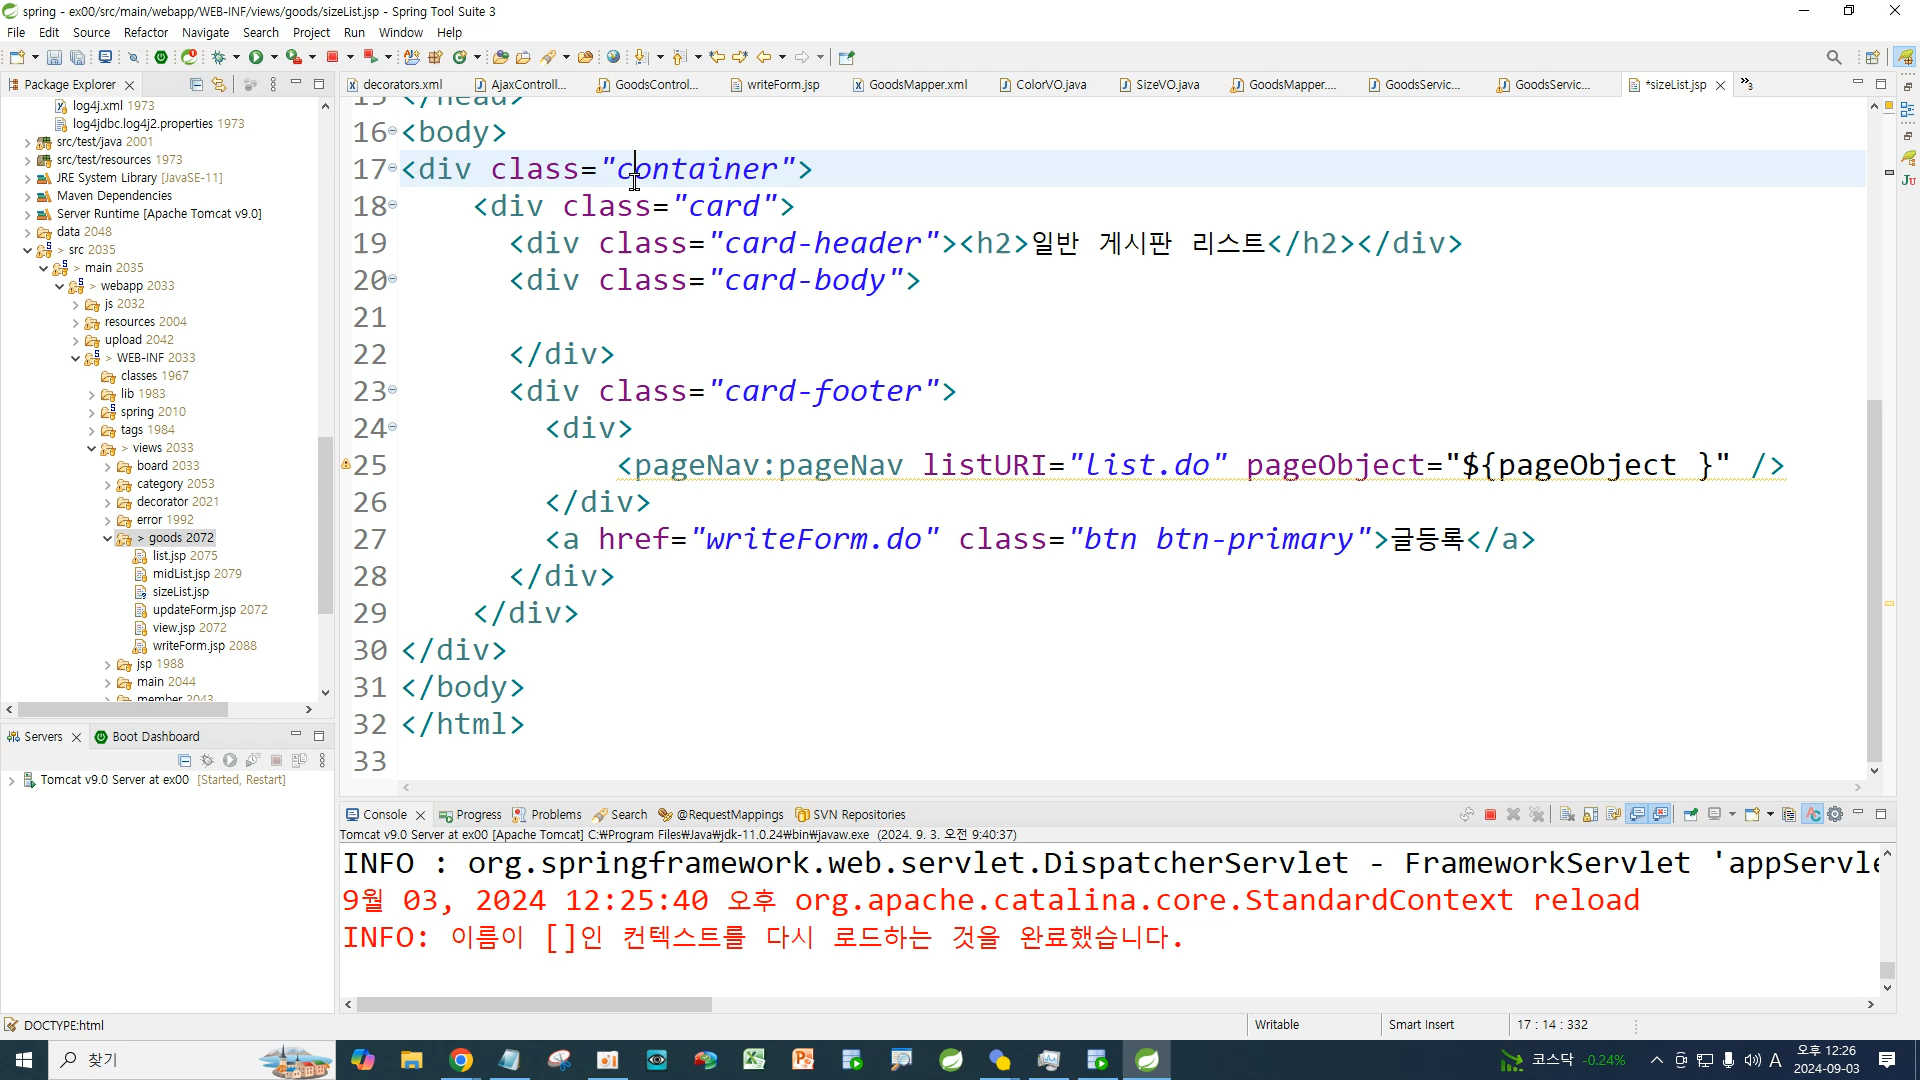 spring - ex00/src/main/webapp/WEB-INF/views/goods/sizeList.jsp - Spring Tool Suite 3
File Edit Source Refactor Navigate Search Project Run Window Help
Package Explorer
log4j.xml 1973
log4jdbc.log4j2.properties 1973
src/test/java 2001
src/test/resources 1973
JRE System Library [JavaSE-11]
Maven Dependencies
Server Runtime [Apache Tomcat v9.0]
data 2048
> src 2035
> main 2035
> webapp 2033
js 2032
resources 2004
upload 2042
> WEB-INF 2033
classes 1967
lib 1983
spring 2010
tags 1984
> views 2033
board 2033
category 2053
decorator 2021
error 1992
> goods 2072
list.jsp 2075
midList.jsp 2079
sizeList.jsp
updateForm.jsp 2072
view.jsp 2072
writeForm.jsp 2088
jsp 1988
main 2044
member 2043
Servers Boot Dashboard
Tomcat v9.0 Server at ex00 [Started, Restart]
decorators.xml AjaxControll... GoodsControl... writeForm.jsp GoodsMapper.xml ColorVO.java SizeVO.java GoodsMapper.... GoodsServic... GoodsServic... *sizeList.jsp
15 </head>
16 <body>
17 <div class="container">
18 <div class="card">
19 <div class="card-header"><h2>일반 게시판 리스트</h2></div>
20 <div class="card-body">
21
22 </div>
23 <div class="card-footer">
24 <div>
25 <pageNav:pageNav listURI="list.do" pageObject="${pageObject }" />
26 </div>
27 <a href="writeForm.do" class="btn btn-primary">글등록</a>
28 </div>
29 </div>
30 </div>
31 </body>
32 </html>
33
Console Progress Problems Search @RequestMappings SVN Repositories
Tomcat v9.0 Server at ex00 [Apache Tomcat] C:₩Program Files₩Java₩jdk-11.0.24₩bin₩javaw.exe (2024. 9. 3. 오전 9:40:37)
INFO : org.springframework.web.servlet.DispatcherServlet - FrameworkServlet 'appServle
9월 03, 2024 12:25:40 오후 org.apache.catalina.core.StandardContext reload
INFO: 이름이 []인 컨텍스트를 다시 로드하는 것을 완료했습니다.
DOCTYPE:html Writable Smart Insert 17 : 14 : 332
찾기 코스닥 -0.24% A 오후 12:26
2024-09-03